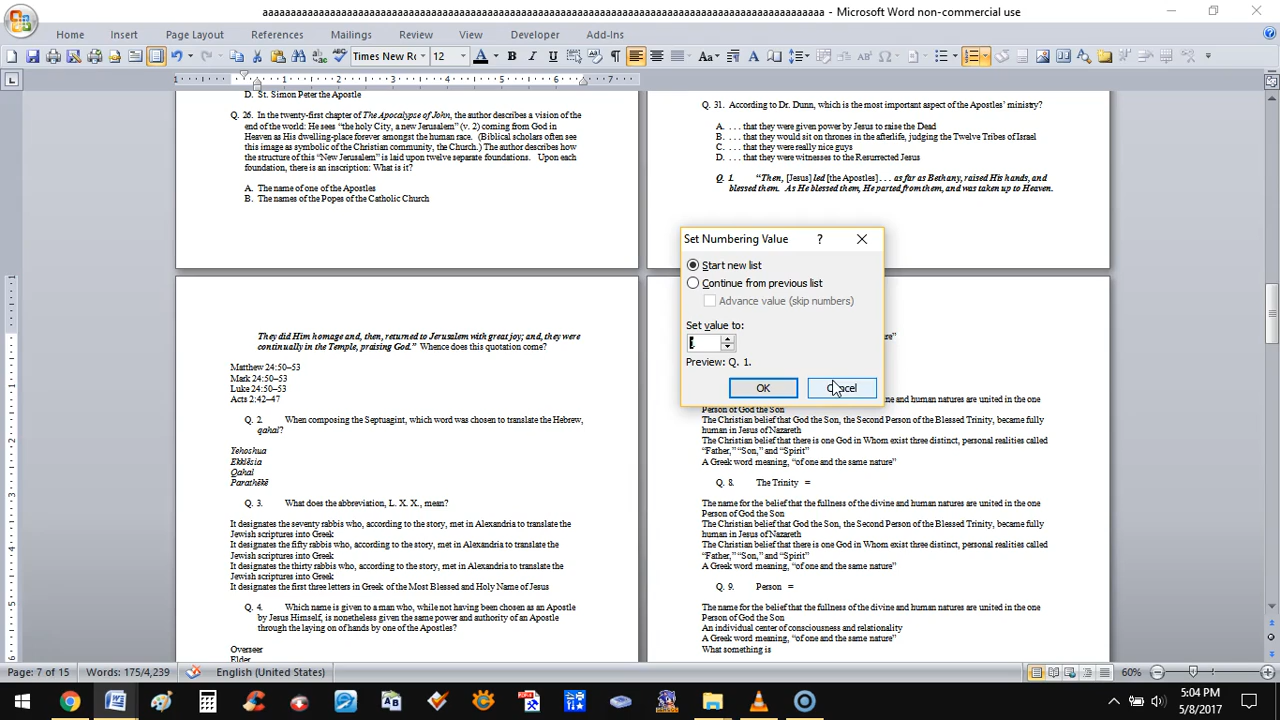 aaaaaaaaaaaaaaaaaaaaaaaaaaaaaaaaaaaaaaaaaaaaaaaaaaaaaaaaaaaaaaaaaaaaaaaaaaaaaaaaaaaaaaaaaaaaaaa - Microsoft Word non-commercial use
Home Insert Page Layout References Mailings Review View Developer Add-Ins
Times New Ro 12
D. St. Simon Peter the Apostle
Q. 26. In the twenty-first chapter of The Apocalypse of John, the author describes a vision of the
end of the world: He sees “the holy City, a new Jerusalem” (v. 2) coming from God in
Heaven as His dwelling-place forever amongst the human race. (Biblical scholars often see
this image as symbolic of the Christian community, the Church.) The author describes how
the structure of this “New Jerusalem” is laid upon twelve separate foundations. Upon each
foundation, there is an inscription: What is it?
A. The name of one of the Apostles
B. The names of the Popes of the Catholic Church
Q. 31. According to Dr. Dunn, which is the most important aspect of the Apostles’ ministry?
A. . . . that they were given power by Jesus to raise the Dead
B. . . . that they would sit on thrones in the afterlife, judging the Twelve Tribes of Israel
C. . . . that they were really nice guys
D. . . . that they were witnesses to the Resurrected Jesus
Q. 1. “Then, [Jesus] led [the Apostles] . . . as far as Bethany, raised His hands, and
blessed them. As He blessed them, He parted from them, and was taken up to Heaven.
Set Numbering Value ?
Start new list
Continue from previous list
Advance value (skip numbers)
Set value to:
Preview: Q. 1.
OK Cancel
They did Him homage and, then, returned to Jerusalem with great joy; and, they were
continually in the Temple, praising God.” Whence does this quotation come?
Matthew 24:50–53
Mark 24:50–53
Luke 24:50–53
Acts 2:42–47
Q. 2. When composing the Septuagint, which word was chosen to translate the Hebrew,
qahal?
Yehoshua
Ekklēsia
Qahal
Parathēkē
Q. 3. What does the abbreviation, L. X. X., mean?
It designates the seventy rabbis who, according to the story, met in Alexandria to translate the
Jewish scriptures into Greek
It designates the fifty rabbis who, according to the story, met in Alexandria to translate the
Jewish scriptures into Greek
It designates the thirty rabbis who, according to the story, met in Alexandria to translate the
Jewish scriptures into Greek
It designates the first three letters in Greek of the Most Blessed and Holy Name of Jesus
Q. 4. Which name is given to a man who, while not having been chosen as an Apostle
by Jesus Himself, is nonetheless given the same power and authority of an Apostle
through the laying on of hands by one of the Apostles?
Overseer
Elder
and human natures are united in the one
Person of God the Son
The Christian belief that God the Son, the Second Person of the Blessed Trinity, became fully
human in Jesus of Nazareth
The Christian belief that there is one God in Whom exist three distinct, personal realities called
“Father,” “Son,” and “Spirit”
A Greek word meaning, “of one and the same nature”
Q. 8. The Trinity =
The name for the belief that the fullness of the divine and human natures are united in the one
Person of God the Son
The Christian belief that God the Son, the Second Person of the Blessed Trinity, became fully
human in Jesus of Nazareth
The Christian belief that there is one God in Whom exist three distinct, personal realities called
“Father,” “Son,” and “Spirit”
A Greek word meaning, “of one and the same nature”
Q. 9. Person =
The name for the belief that the fullness of the divine and human natures are united in the one
Person of God the Son
An individual center of consciousness and relationality
A Greek word meaning, “of one and the same nature”
What something is
Page: 7 of 15 Words: 175/4,239 English (United States) 60%
5:04 PM
5/8/2017